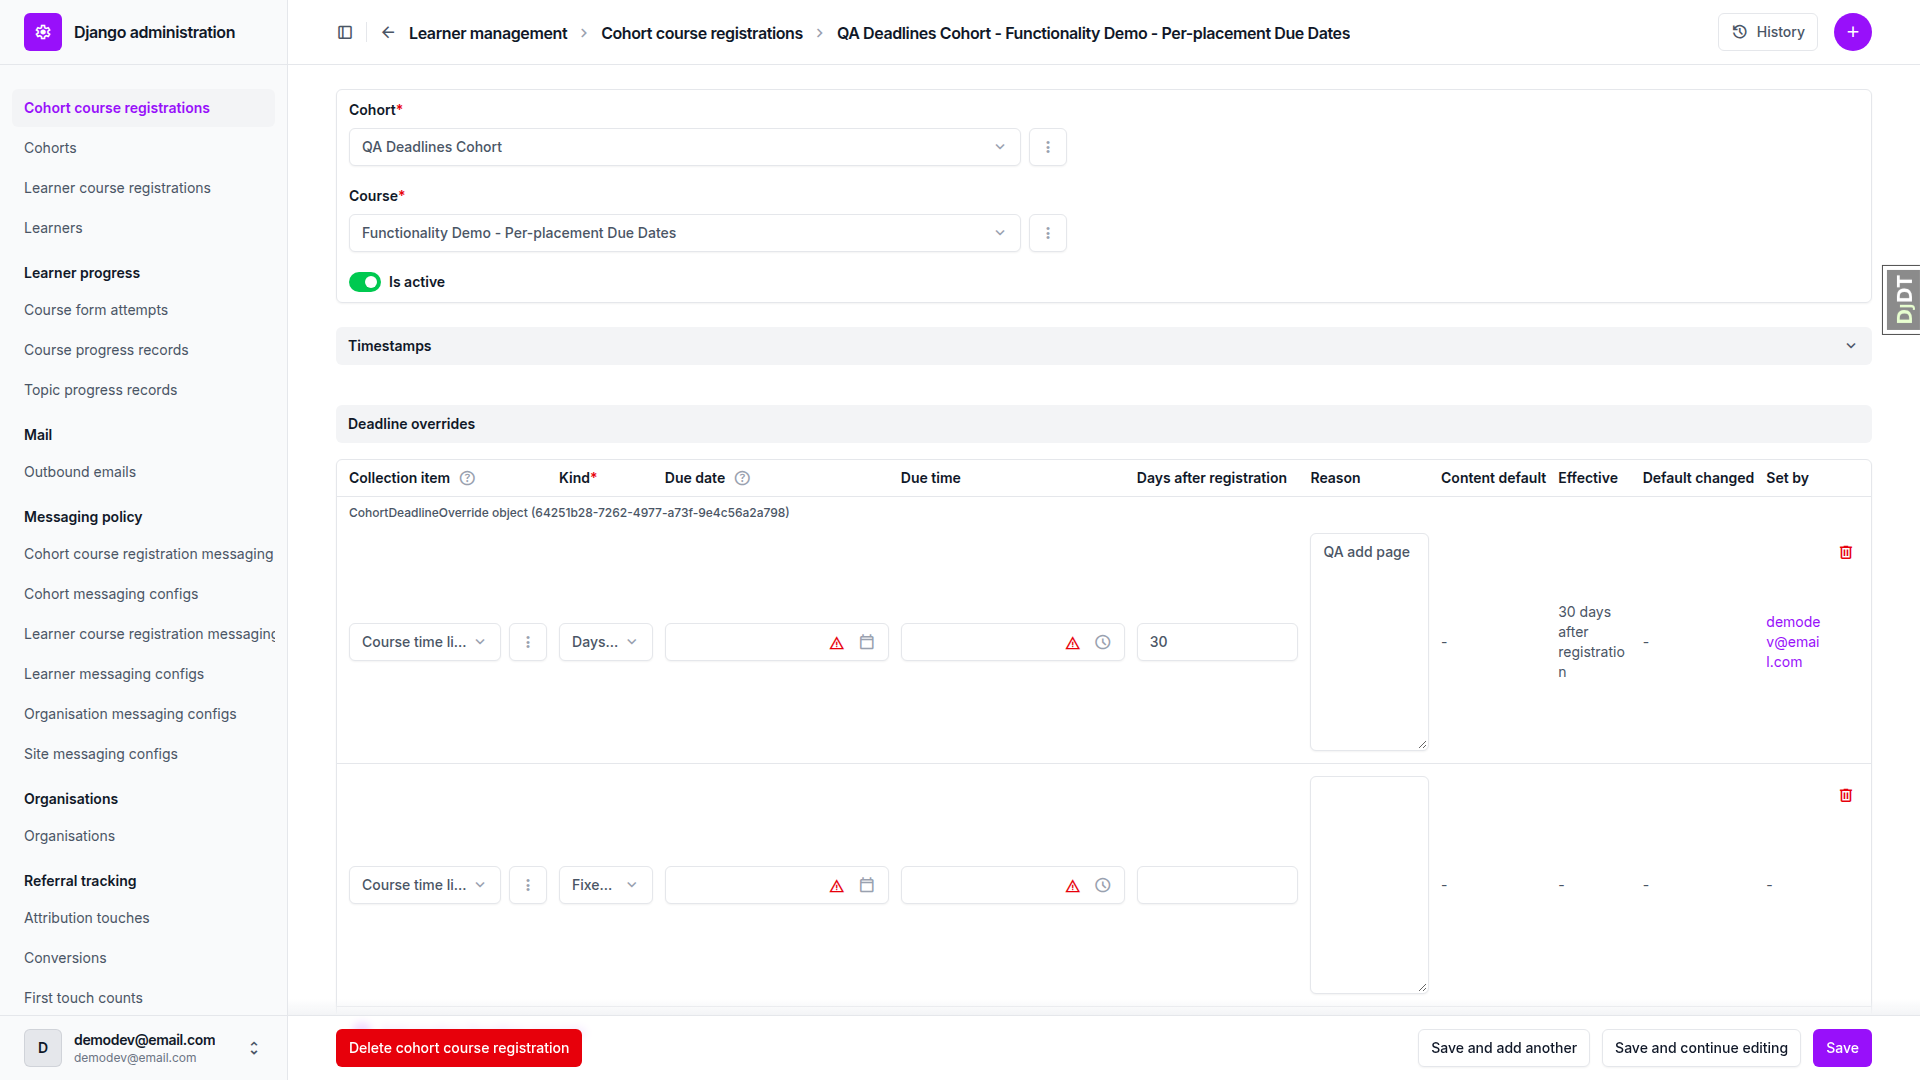 Django administration
Learner management
Cohort course registrations
QA Deadlines Cohort - Functionality Demo - Per-placement Due Dates
History
Cohort course registrations
Cohorts
Learner course registrations
Learners
Learner progress
Course form attempts
Course progress records
Topic progress records
Mail
Outbound emails
Messaging policy
Cohort course registration messaging
Cohort messaging configs
Learner course registration messaging
Learner messaging configs
Organisation messaging configs
Site messaging configs
Organisations
Organisations
Referral tracking
Attribution touches
Conversions
First touch counts
D
demodev@email.com
demodev@email.com
Cohort*
QA Deadlines Cohort
Course*
Functionality Demo - Per-placement Due Dates
Is active
DJDT
Timestamps
Deadline overrides
Collection item ? Kind* Due date ? Due time Days after registration Reason Content default Effective Default changed Set by
CohortDeadlineOverride object (64251b28-7262-4977-a73f-9e4c56a2a798)
Course time li...
Days...
30
QA add page
-
30 days
after
registratio
n
-
demode
v@emai
l.com
Course time li...
Fixe...
-
-
-
-
Delete cohort course registration
Save and add another
Save and continue editing
Save